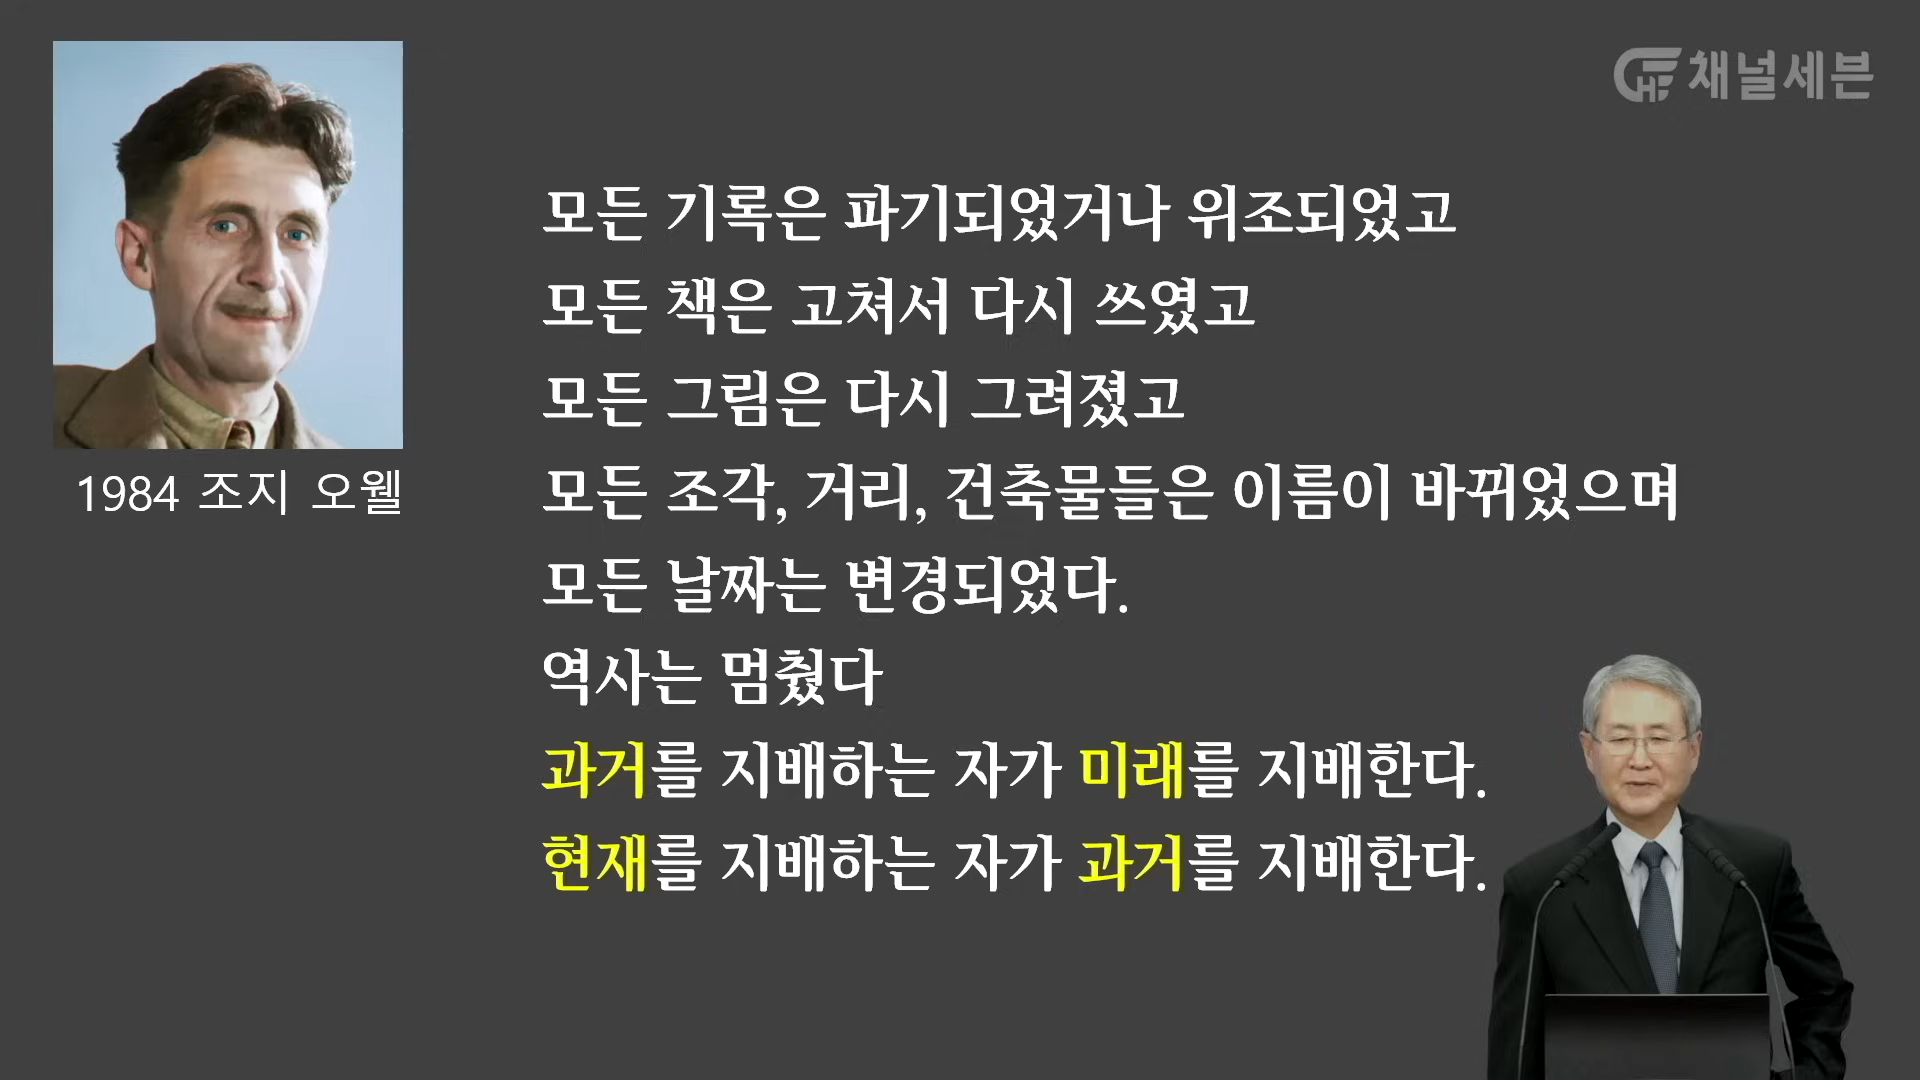 채널세븐
모든 기록은 파기되었거나 위조되었고
모든 책은 고쳐서 다시 쓰였고
모든 그림은 다시 그려졌고
모든 조각, 거리, 건축물들은 이름이 바뀌었으며
모든 날짜는 변경되었다.
역사는 멈췄다
과거를 지배하는 자가 미래를 지배한다.
현재를 지배하는 자가 과거를 지배한다.
1984 조지 오웰